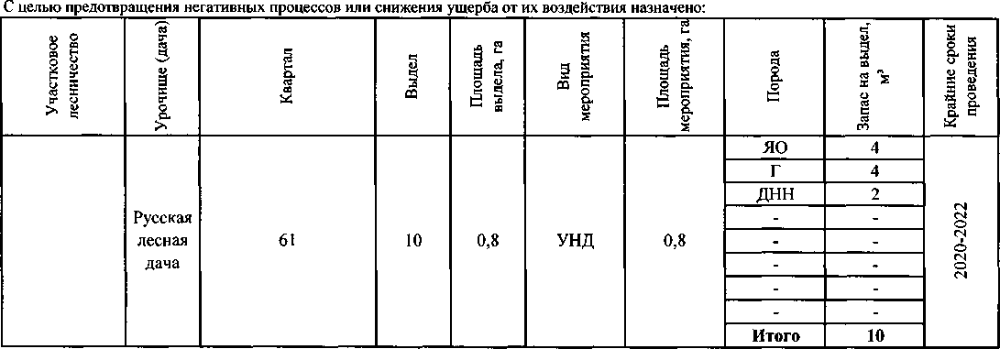 С целью предотвращения негативных процессов или снижения ущерба от их воздействия назначено:
Участковое
лесничество
Урочище (дача)
Квартал
Выдел
Площадь
выдела, га
Вид
мероприятия
Площадь
мероприятия, га
Порода
Запас на выдел,
м³
Крайние сроки
проведения
Русская
лесная
дача
61
10
0,8
УНД
0,8
ЯО 4
Г 4
ДНН 2
- -
- -
- -
- -
- -
Итого 10
2020-2022